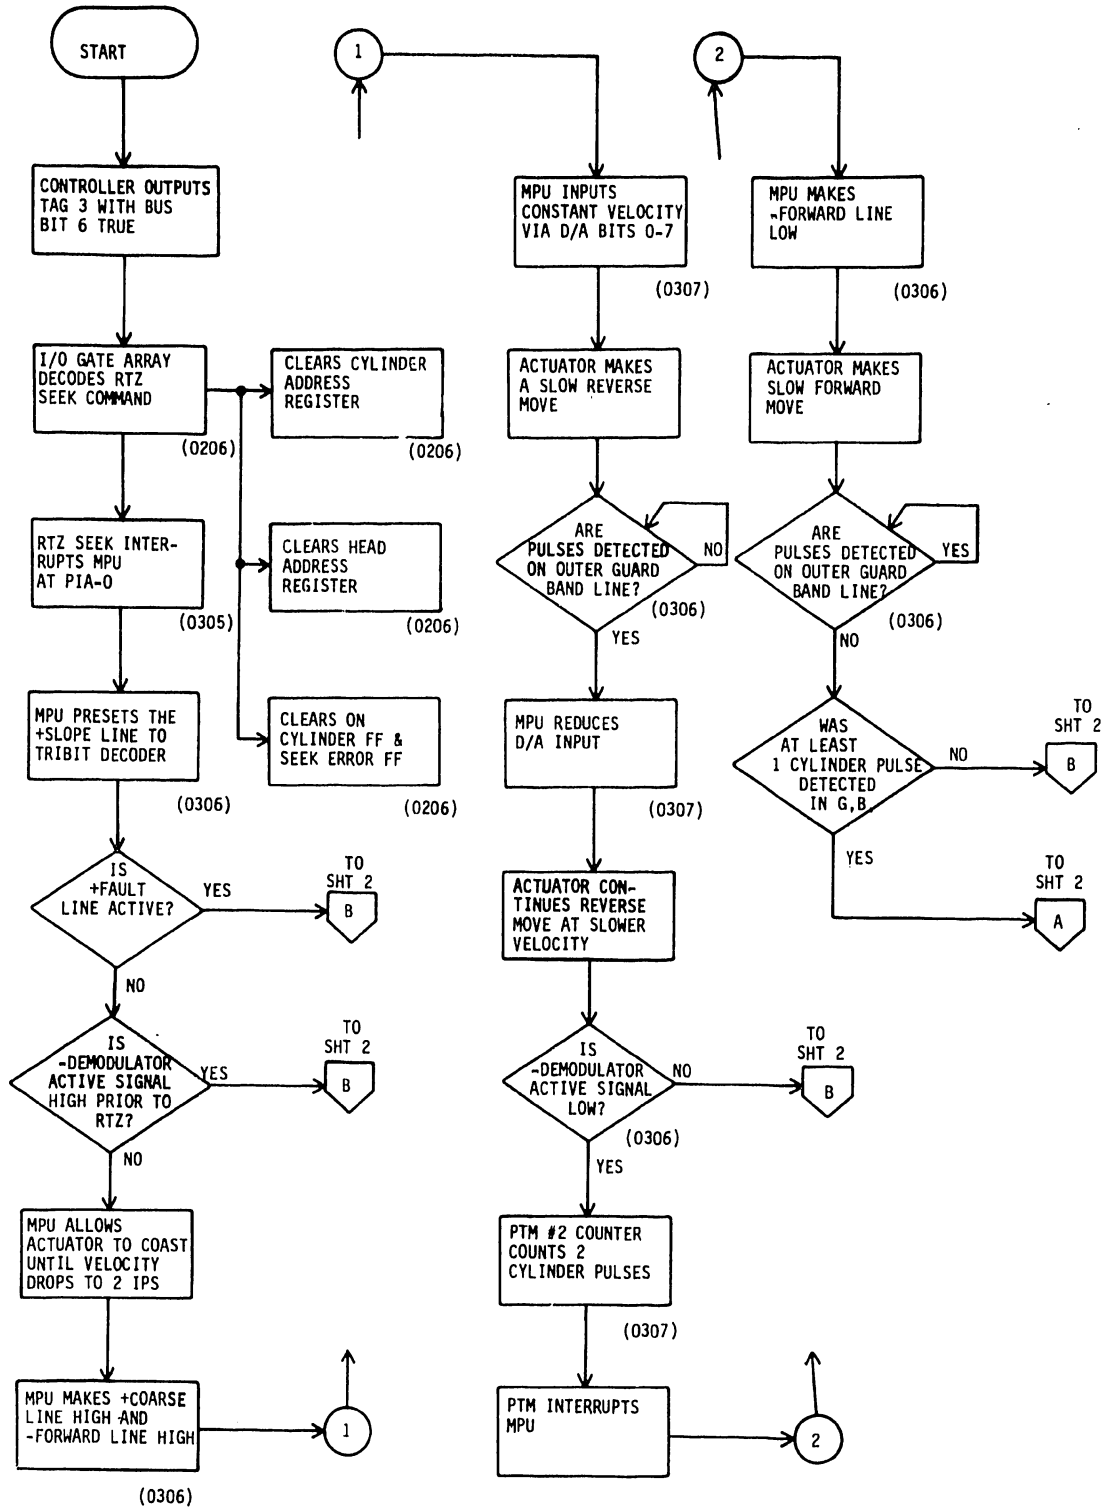 START
CONTROLLER OUTPUTS
TAG 3 WITH BUS
BIT 6 TRUE
I/O GATE ARRAY
DECODES RTZ
SEEK COMMAND
(0206)
CLEARS CYLINDER
ADDRESS
REGISTER
(0206)
RTZ SEEK INTER-
RUPTS MPU
AT PIA-0
(0305)
CLEARS HEAD
ADDRESS
REGISTER
(0206)
MPU PRESETS THE
+SLOPE LINE TO
TRIBIT DECODER
(0306)
CLEARS ON
CYLINDER FF &
SEEK ERROR FF
(0206)
IS
+FAULT
LINE ACTIVE?
YES
TO
SHT 2
B
NO
IS
-DEMODULATOR
ACTIVE SIGNAL
HIGH PRIOR TO
RTZ?
YES
TO
SHT 2
B
NO
MPU ALLOWS
ACTUATOR TO COAST
UNTIL VELOCITY
DROPS TO 2 IPS
MPU MAKES +COARSE
LINE HIGH AND
-FORWARD LINE HIGH
(0306)
1
1
MPU INPUTS
CONSTANT VELOCITY
VIA D/A BITS 0-7
(0307)
ACTUATOR MAKES
A SLOW REVERSE
MOVE
ARE
PULSES DETECTED
ON OUTER GUARD
BAND LINE?
NO
(0306)
YES
MPU REDUCES
D/A INPUT
(0307)
ACTUATOR CON-
TINUES REVERSE
MOVE AT SLOWER
VELOCITY
IS
-DEMODULATOR
ACTIVE SIGNAL
LOW?
NO
TO
SHT 2
B
(0306)
YES
PTM #2 COUNTER
COUNTS 2
CYLINDER PULSES
(0307)
PTM INTERRUPTS
MPU
2
2
MPU MAKES
-FORWARD LINE
LOW
(0306)
ACTUATOR MAKES
SLOW FORWARD
MOVE
ARE
PULSES DETECTED
ON OUTER GUARD
BAND LINE?
YES
(0306)
NO
WAS
AT LEAST
1 CYLINDER PULSE
DETECTED
IN G.B.
NO
TO
SHT 2
B
YES
TO
SHT 2
A